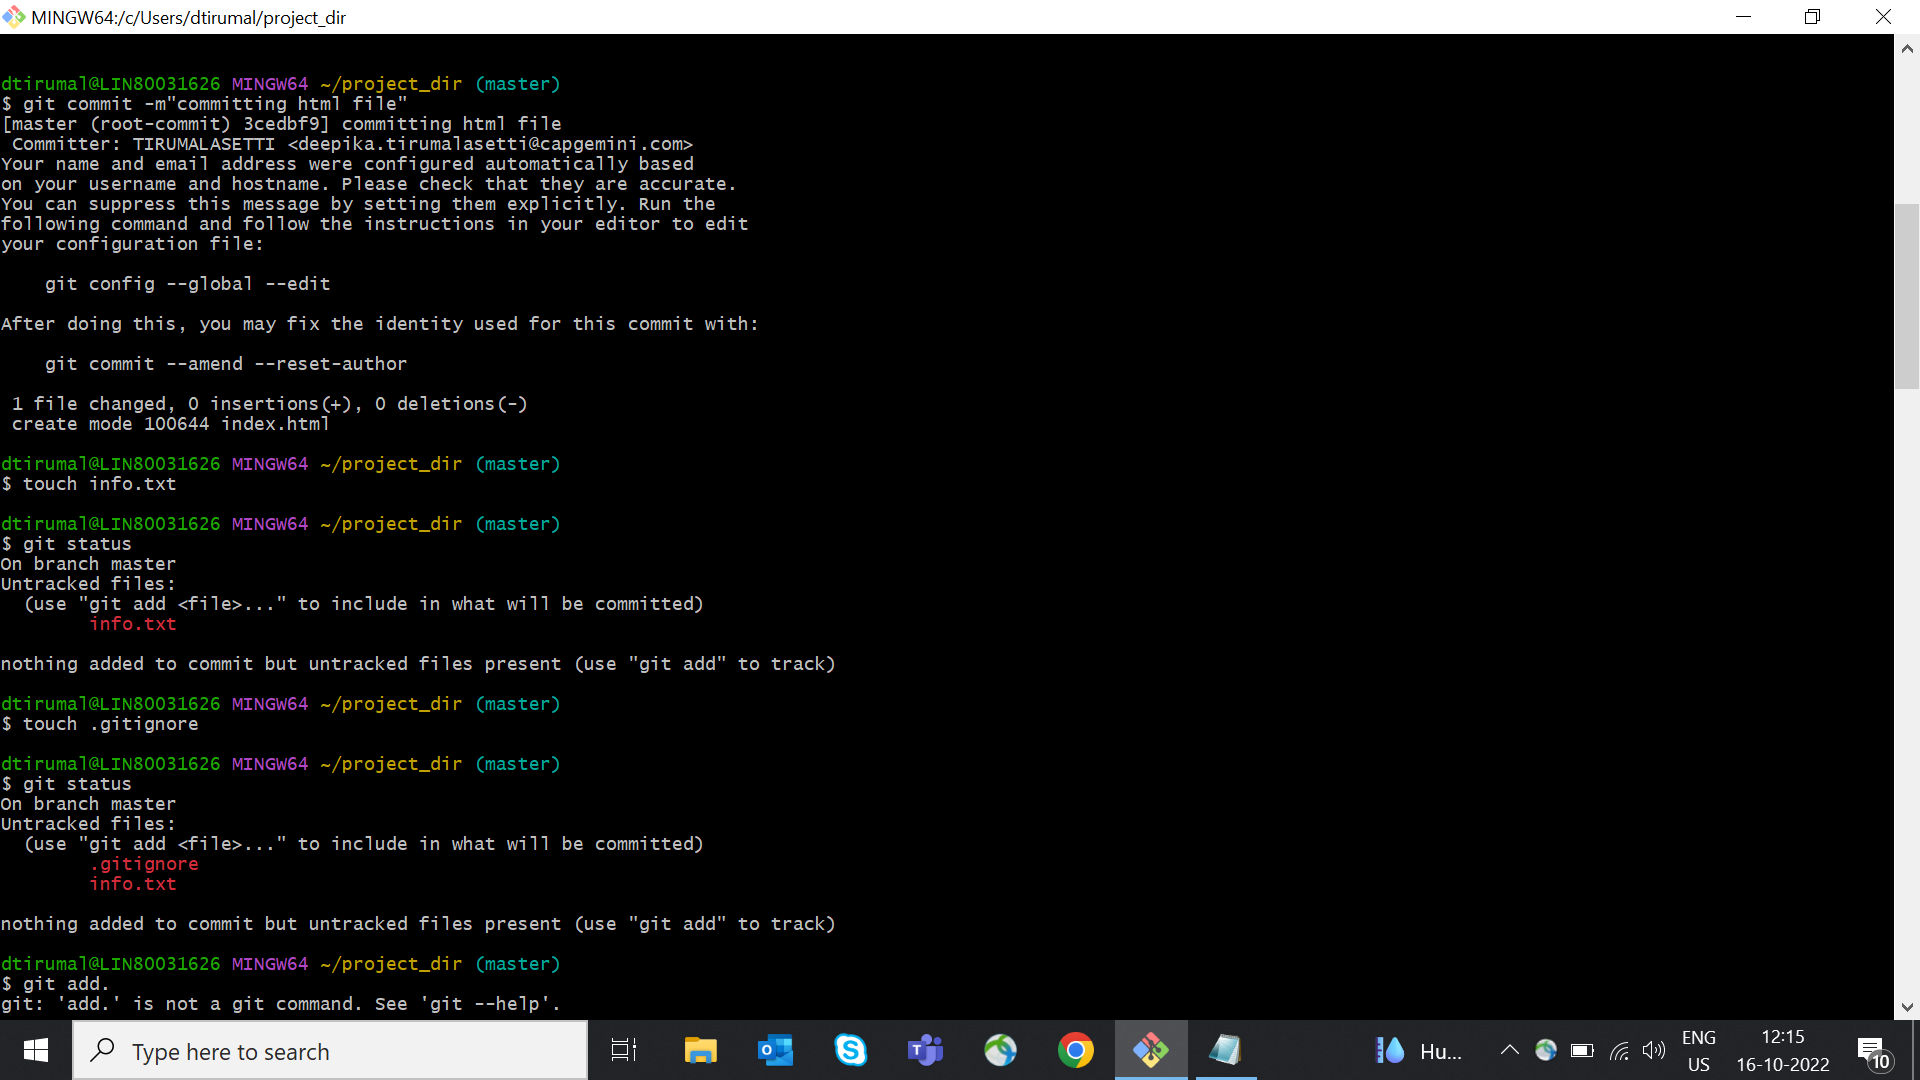 MINGW64:/c/Users/dtirumal/project_dir
dtirumal@LIN80031626 MINGW64 ~/project_dir (master)
$ git commit -m"committing html file"
[master (root-commit) 3cedbf9] committing html file
 Committer: TIRUMALASETTI <deepika.tirumalasetti@capgemini.com>
Your name and email address were configured automatically based
on your username and hostname. Please check that they are accurate.
You can suppress this message by setting them explicitly. Run the
following command and follow the instructions in your editor to edit
your configuration file:
    git config --global --edit
After doing this, you may fix the identity used for this commit with:
    git commit --amend --reset-author
 1 file changed, 0 insertions(+), 0 deletions(-)
 create mode 100644 index.html
dtirumal@LIN80031626 MINGW64 ~/project_dir (master)
$ touch info.txt
dtirumal@LIN80031626 MINGW64 ~/project_dir (master)
$ git status
On branch master
Untracked files:
  (use "git add <file>..." to include in what will be committed)
        info.txt
nothing added to commit but untracked files present (use "git add" to track)
dtirumal@LIN80031626 MINGW64 ~/project_dir (master)
$ touch .gitignore
dtirumal@LIN80031626 MINGW64 ~/project_dir (master)
$ git status
On branch master
Untracked files:
  (use "git add <file>..." to include in what will be committed)
        .gitignore
        info.txt
nothing added to commit but untracked files present (use "git add" to track)
dtirumal@LIN80031626 MINGW64 ~/project_dir (master)
$ git add.
git: 'add.' is not a git command. See 'git --help'.
Type here to search
Hu...
ENG
US
12:15
16-10-2022
10